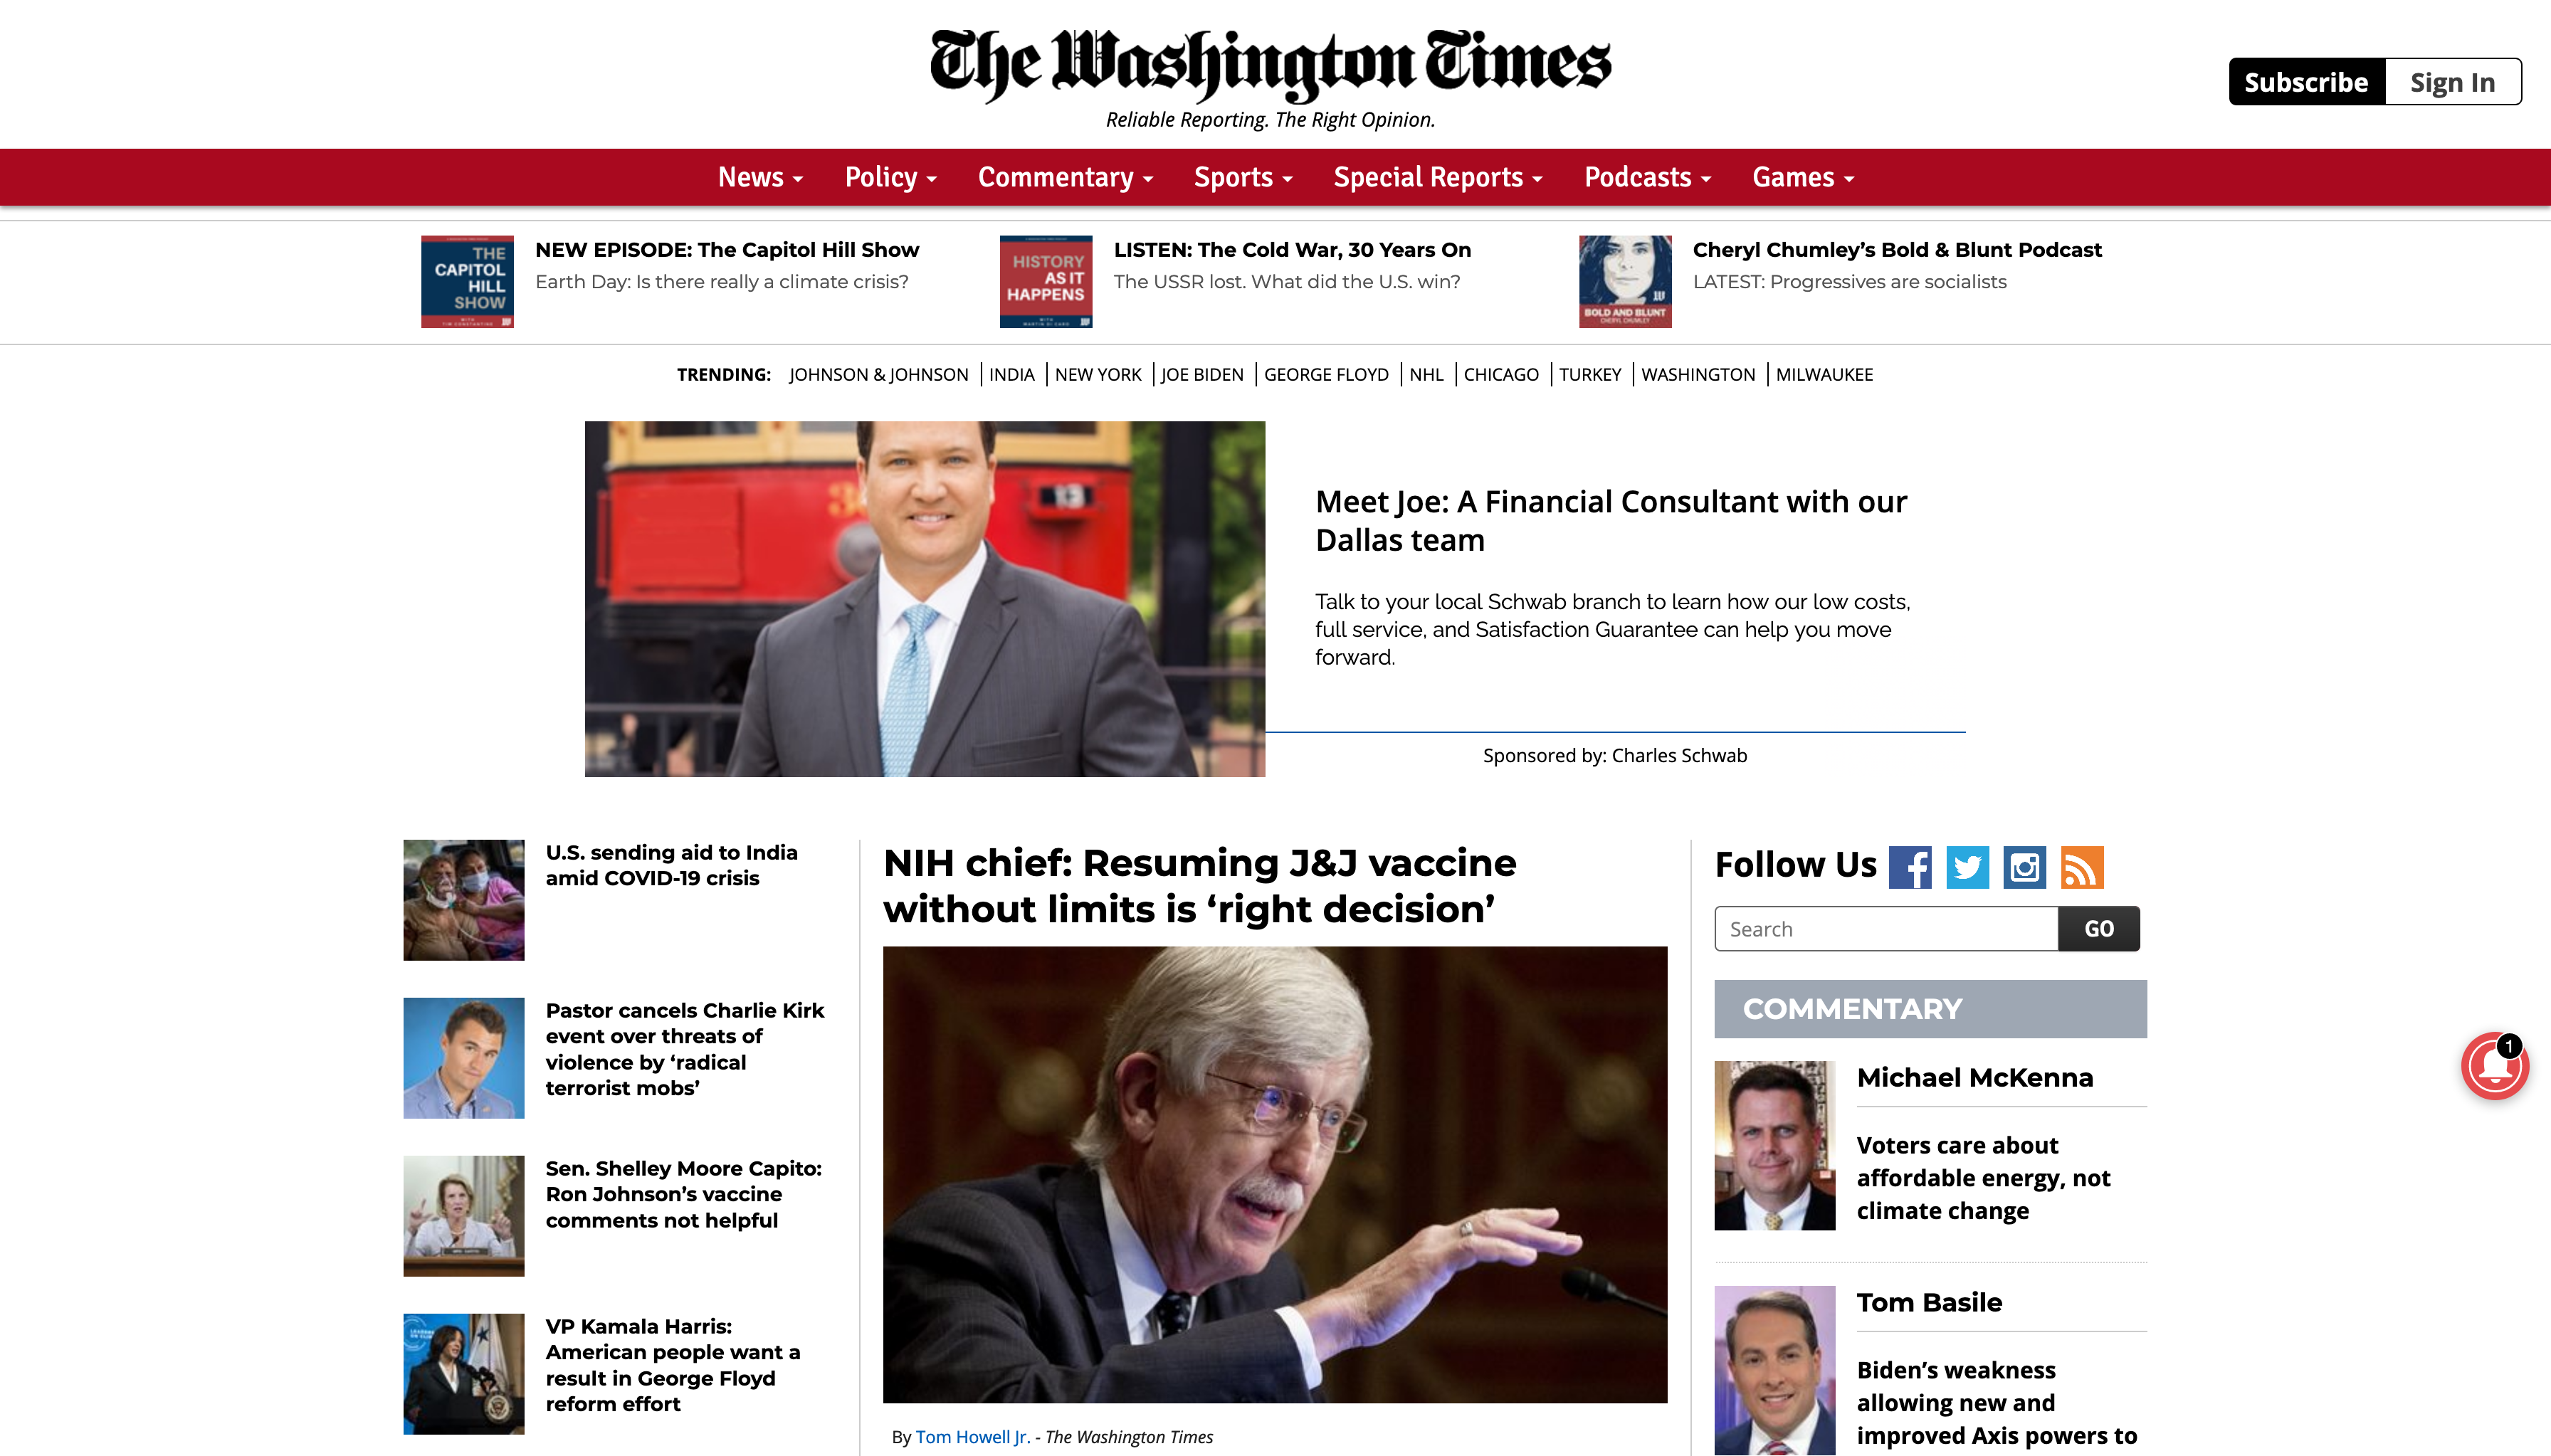 The Washington Times
Reliable Reporting. The Right Opinion.
Subscribe
Sign In
News
Policy
Commentary
Sports
Special Reports
Podcasts
Games
THE
CAPITOL
HILL
SHOW
NEW EPISODE: The Capitol Hill Show
Earth Day: Is there really a climate crisis?
HISTORY
AS IT
HAPPENS
LISTEN: The Cold War, 30 Years On
The USSR lost. What did the U.S. win?
BOLD AND BLUNT
CHERYL CHUMLEY
Cheryl Chumley’s Bold & Blunt Podcast
LATEST: Progressives are socialists
TRENDING: JOHNSON & JOHNSON INDIA NEW YORK JOE BIDEN GEORGE FLOYD NHL CHICAGO TURKEY WASHINGTON MILWAUKEE
Meet Joe: A Financial Consultant with our
Dallas team
Talk to your local Schwab branch to learn how our low costs,
full service, and Satisfaction Guarantee can help you move
forward.
Sponsored by: Charles Schwab
U.S. sending aid to India
amid COVID-19 crisis
Pastor cancels Charlie Kirk
event over threats of
violence by ‘radical
terrorist mobs’
Sen. Shelley Moore Capito:
Ron Johnson’s vaccine
comments not helpful
VP Kamala Harris:
American people want a
result in George Floyd
reform effort
NIH chief: Resuming J&J vaccine
without limits is ‘right decision’
By Tom Howell Jr. - The Washington Times
Follow Us
Search
GO
COMMENTARY
Michael McKenna
Voters care about
affordable energy, not
climate change
Tom Basile
Biden’s weakness
allowing new and
improved Axis powers to
1